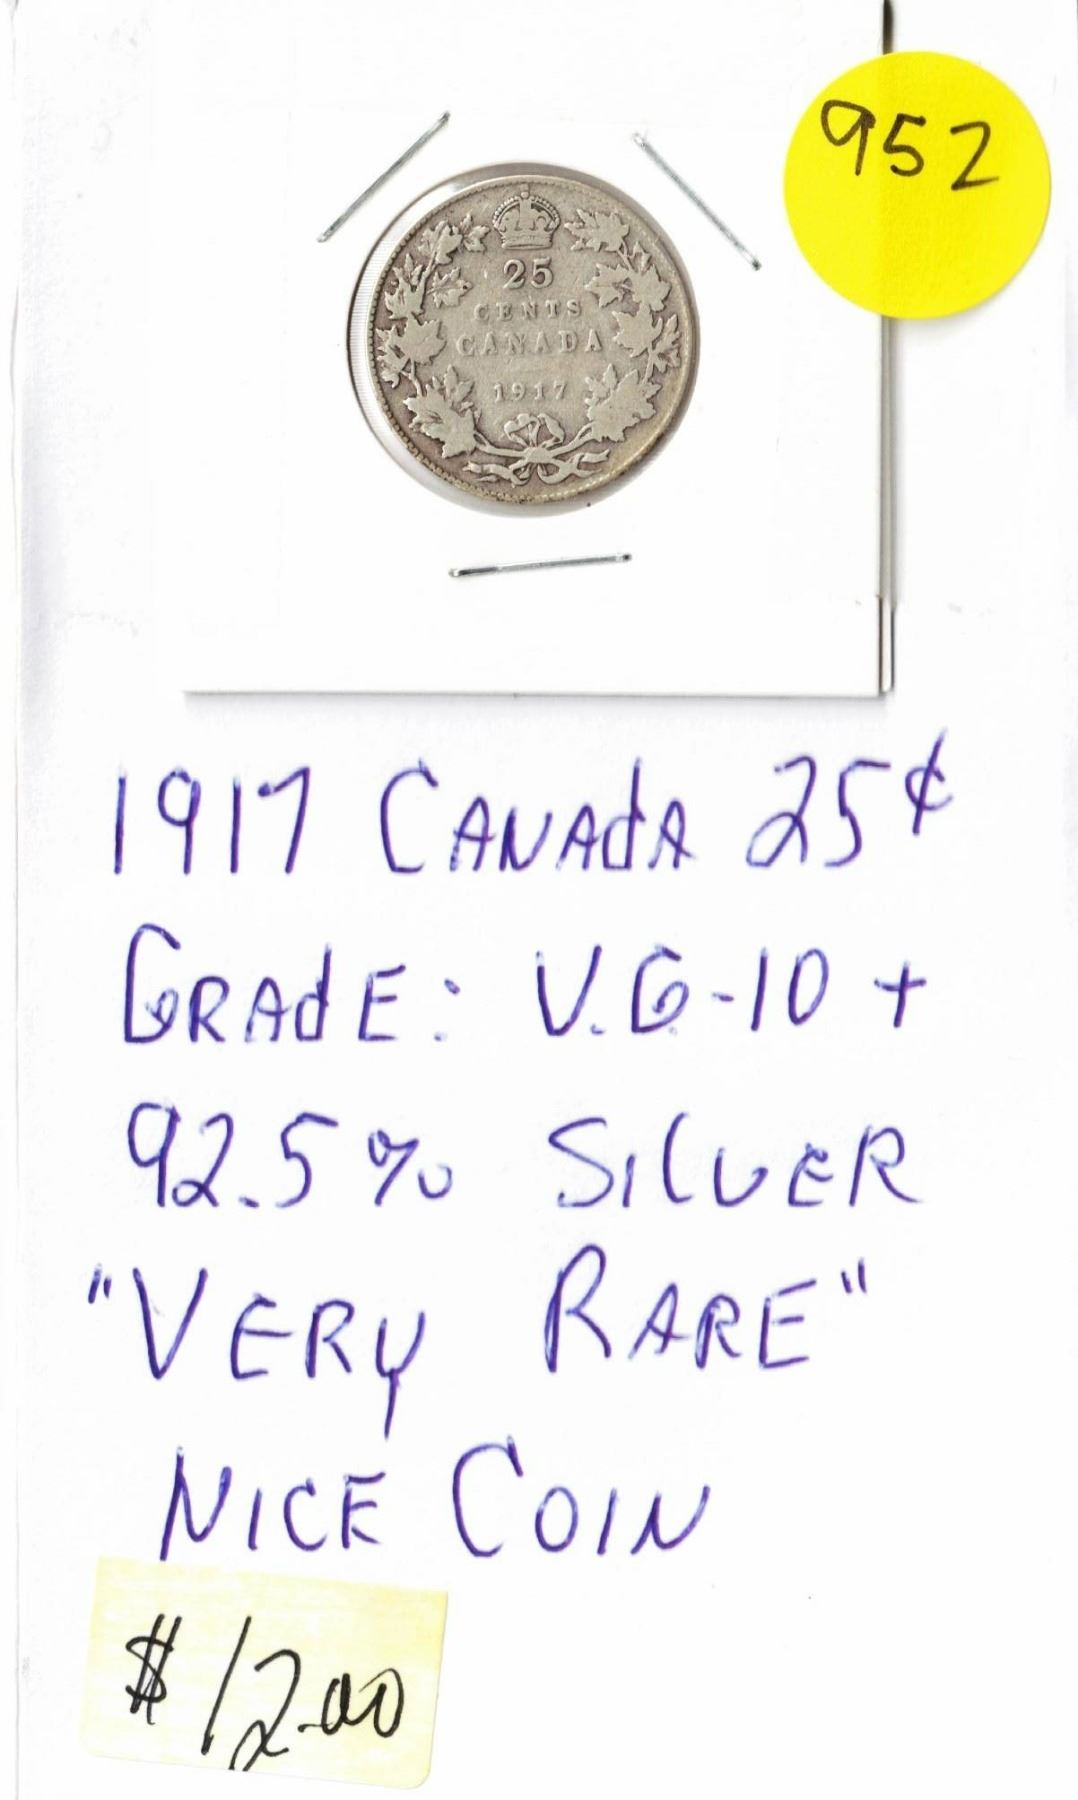 952
25
CENTS
CANADA
1917
1917 CANAdA 25¢
GRAdE: V.G.-10 +
92.5% SILVER
"VERY RARE"
NICE COIN
$12.00